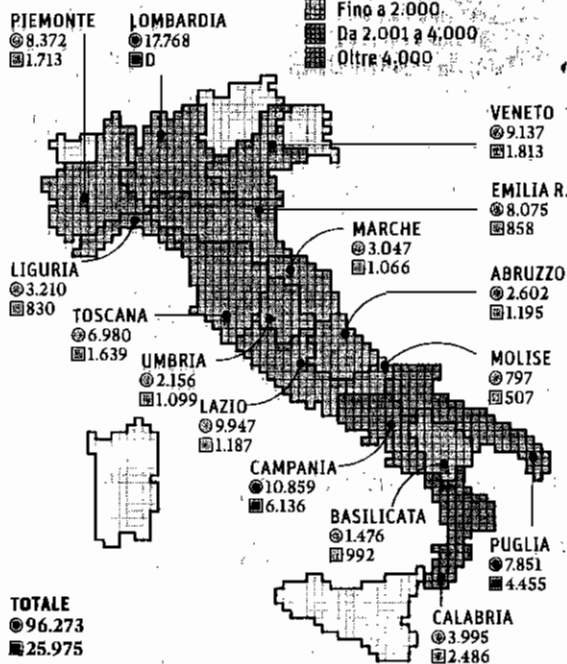 Fino a 2.000
Da 2.001 a 4.000
Oltre 4.000
PIEMONTE
8.372
1.713
LOMBARDIA
17.768
D
VENETO
9.137
1.813
EMILIA R.
8.075
858
MARCHE
3.047
1.066
LIGURIA
3.210
830
ABRUZZO
2.602
1.195
TOSCANA
6.980
1.639
UMBRIA
2.156
1.099
MOLISE
797
507
LAZIO
9.947
1.187
CAMPANIA
10.859
6.136
BASILICATA
1.476
992
PUGLIA
7.851
4.455
CALABRIA
3.995
2.486
TOTALE
96.273
25.975